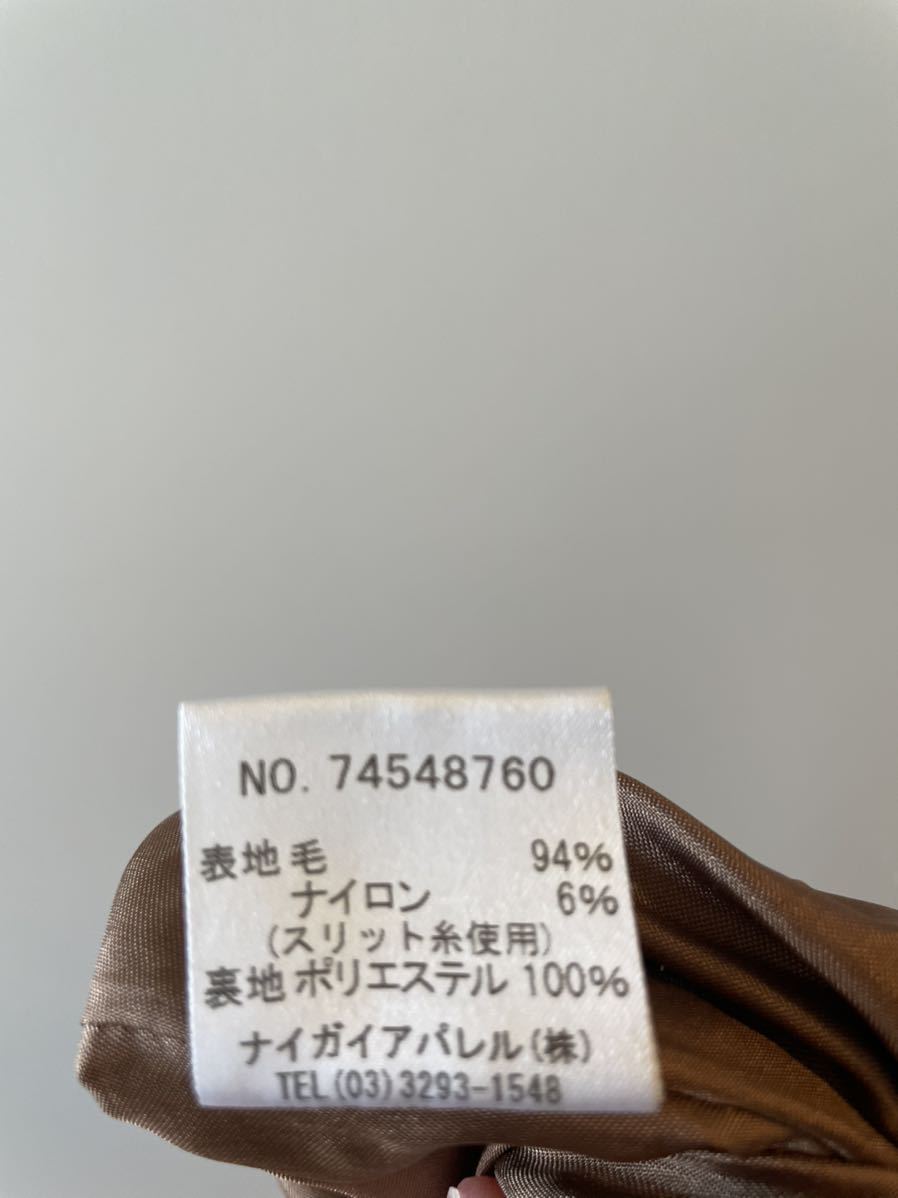 NO. 74548760
表地 毛 94%
ナイロン 6%
(スリット糸使用)
表地 ポリエステル 100%
ナイガイアパレル(株)
TEL(03)3293-1548